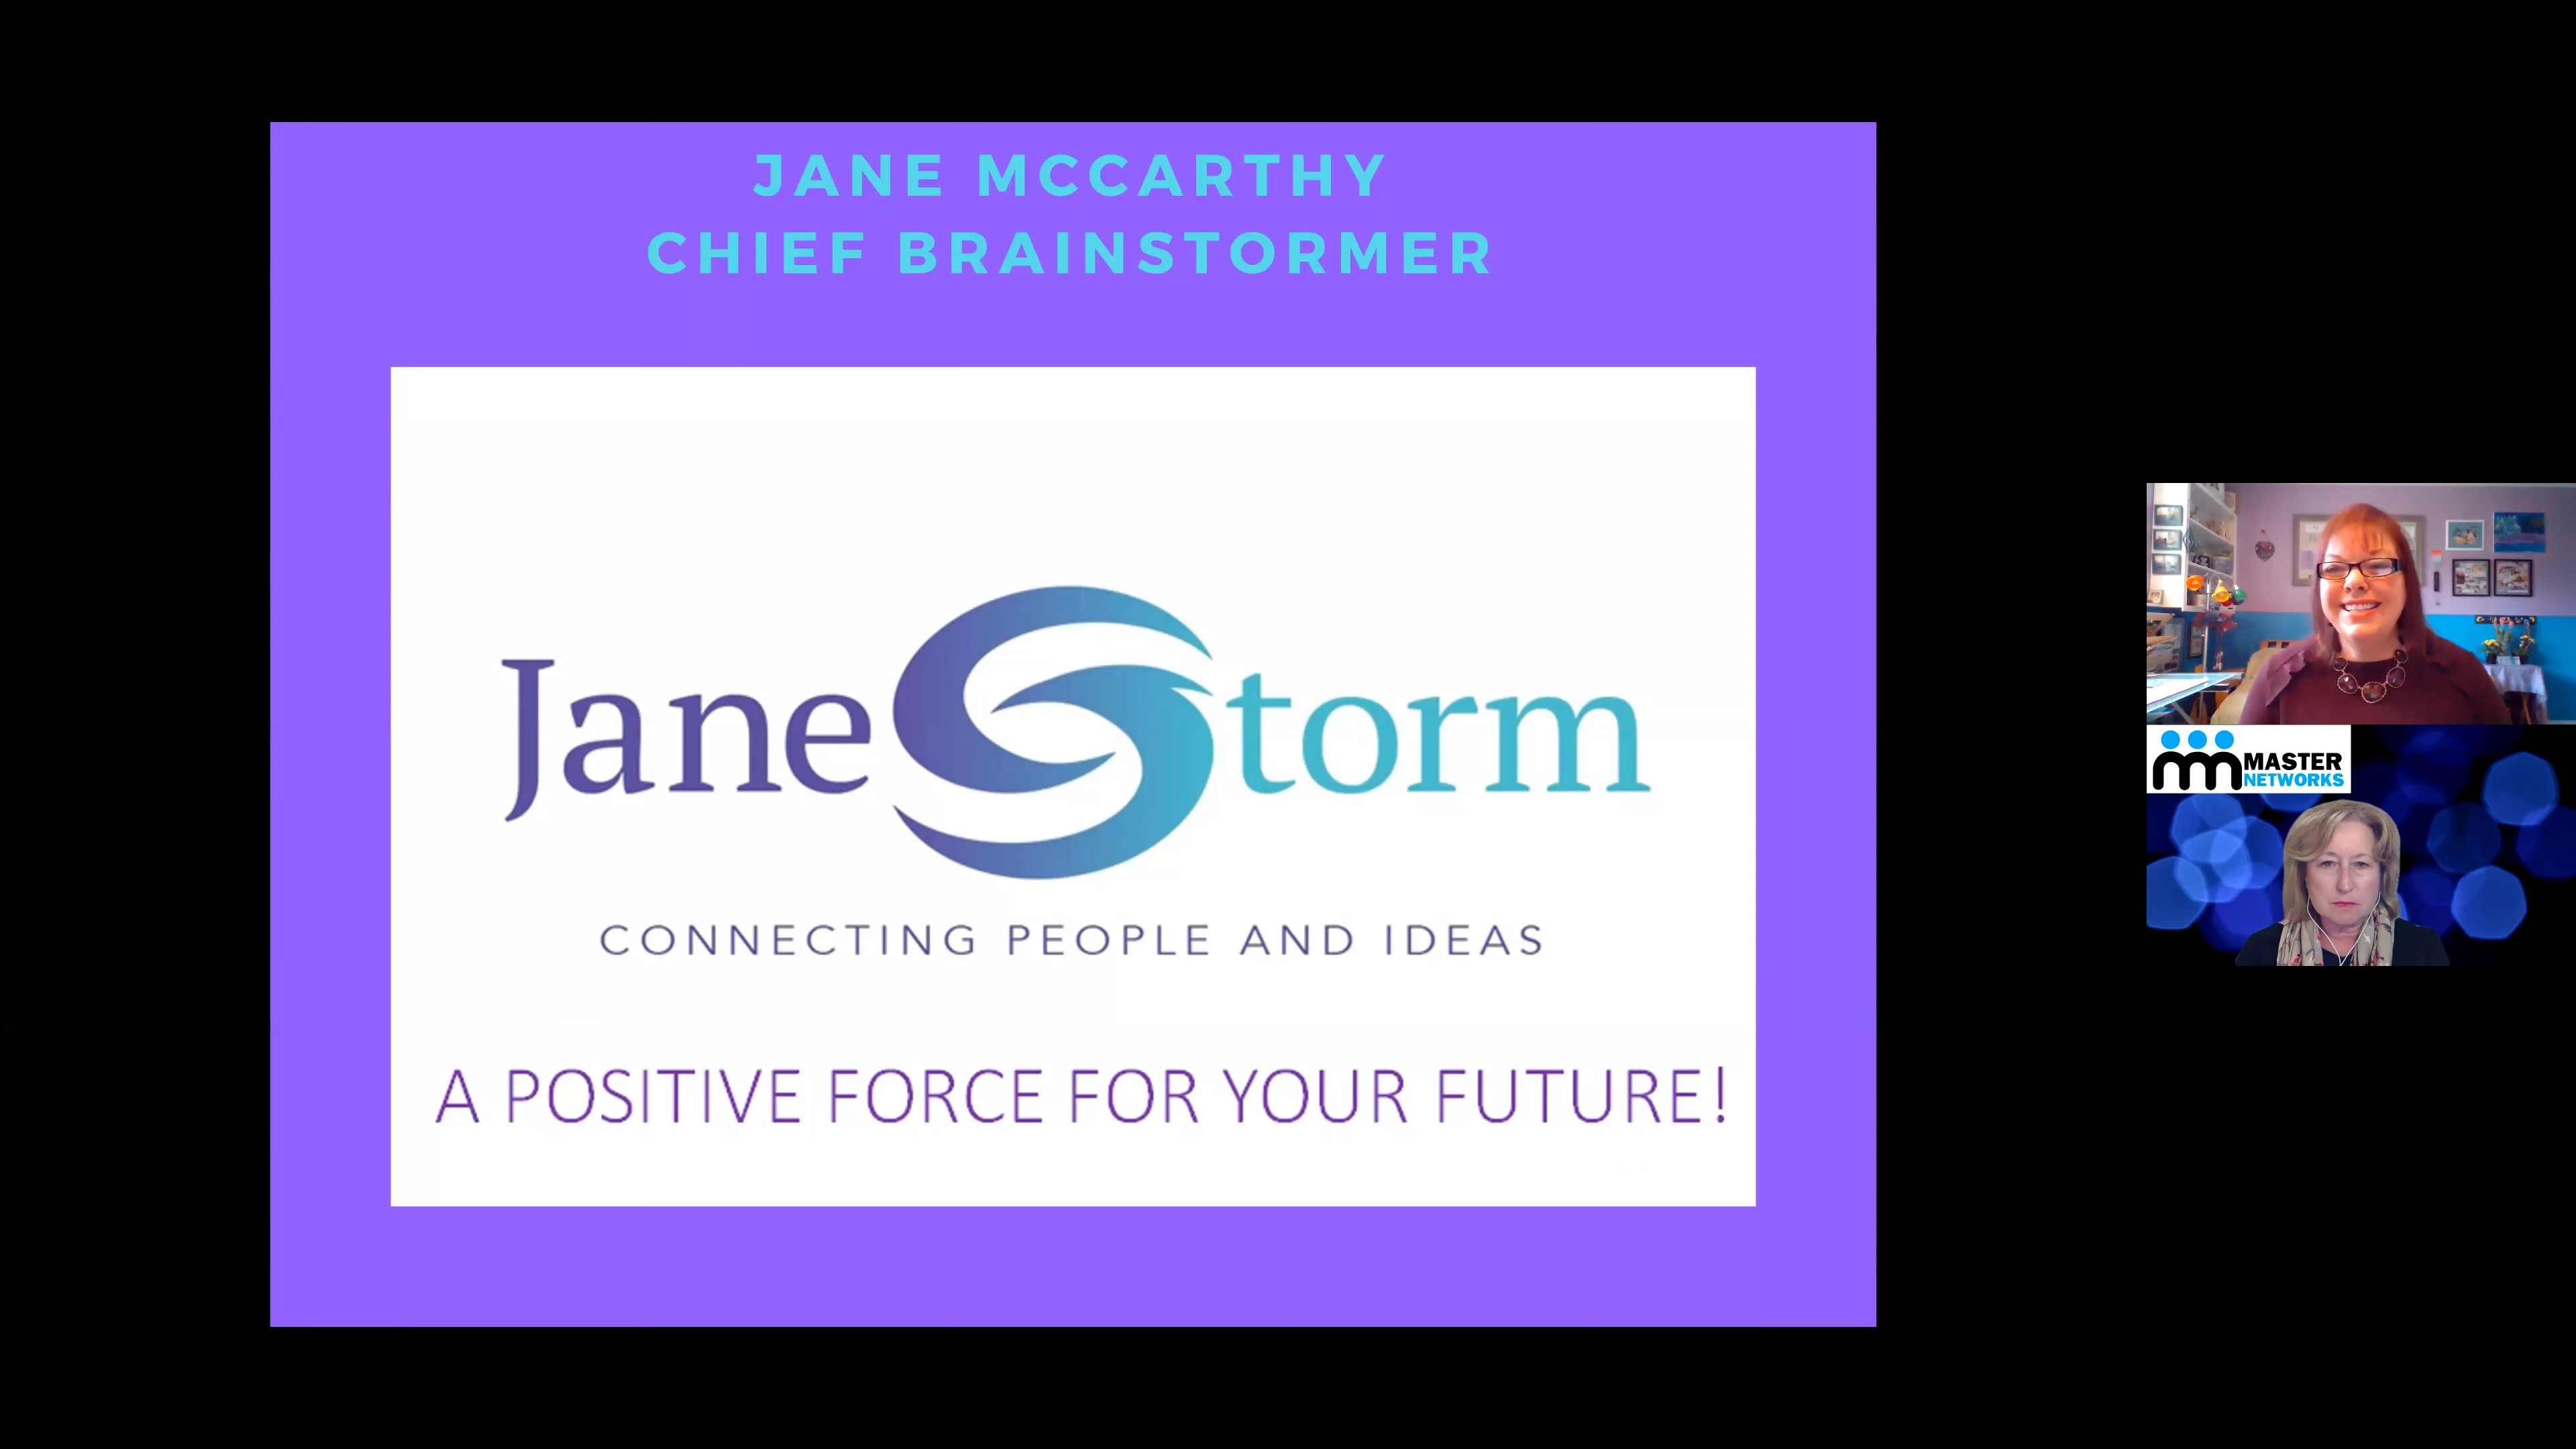 JANE MCCARTHY
CHIEF BRAINSTORMER
JaneStorm
CONNECTING PEOPLE AND IDEAS
A POSITIVE FORCE FOR YOUR FUTURE!
MASTER
NETWORKS